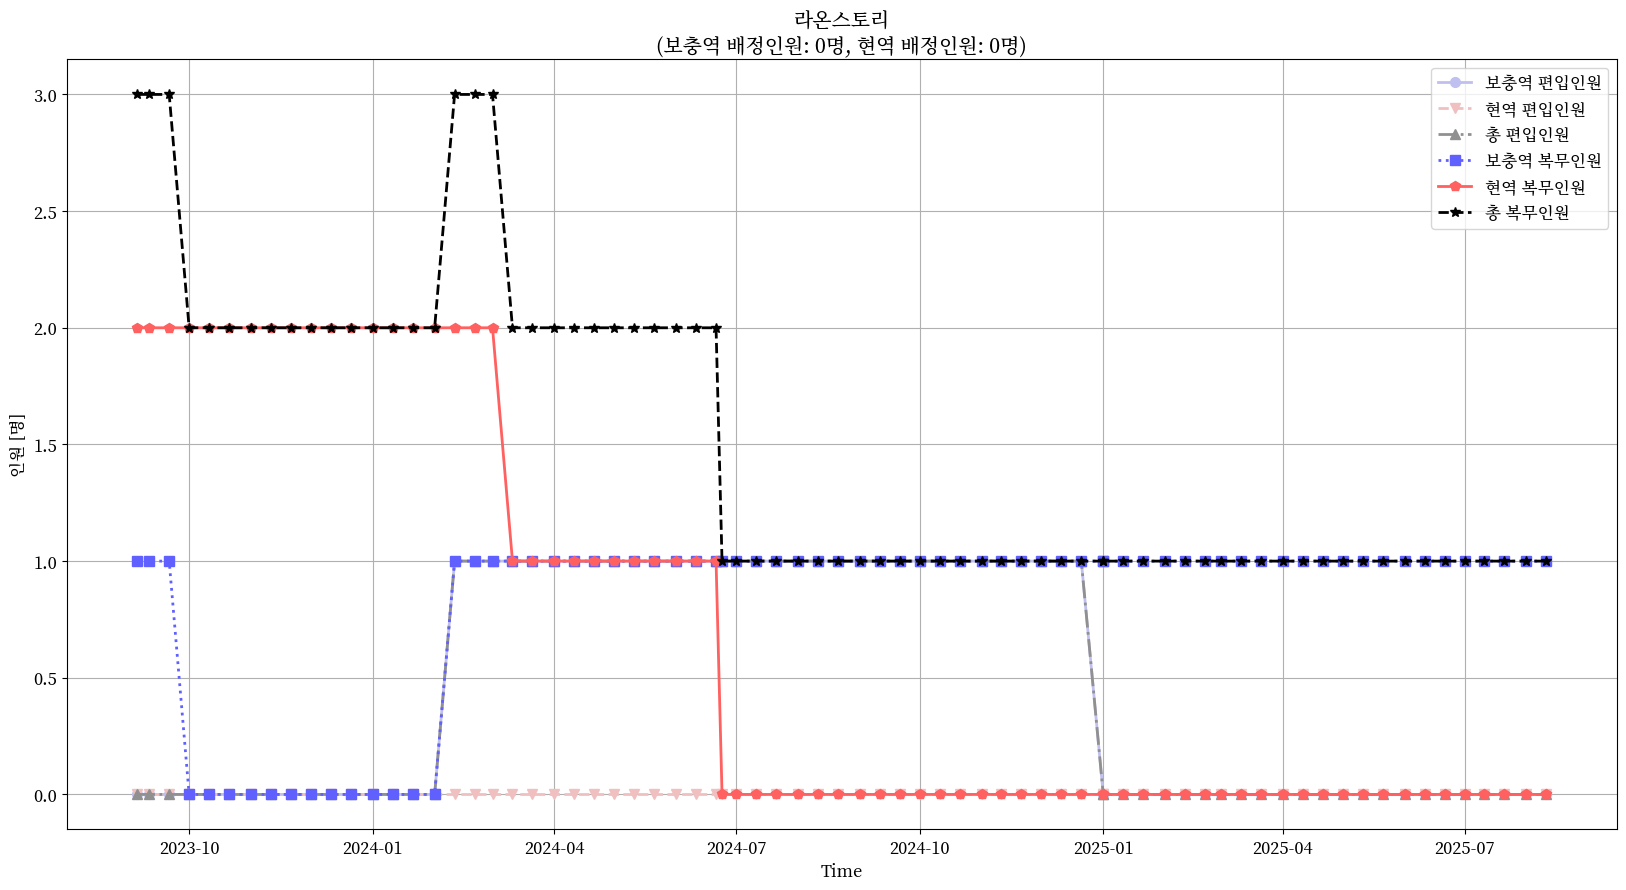 라온스토리
(보충역 배정인원: 0명, 현역 배정인원: 0명)
보충역 편입인원
현역 편입인원
총 편입인원
보충역 복무인원
현역 복무인원
총 복무인원
인원 [명]
3.0
2.5
2.0
1.5
1.0
0.5
0.0
2023-10
2024-01
2024-04
2024-07
2024-10
2025-01
2025-04
2025-07
Time